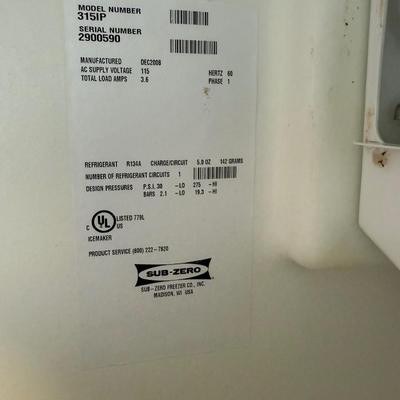 MODEL NUMBER
315IP
SERIAL NUMBER
2900590
MANUFACTURED DEC2008
AC SUPPLY VOLTAGE 115 HERTZ 60
TOTAL LOAD AMPS 3.6 PHASE 1
REFRIGERANT R134A CHARGE/CIRCUIT 5.0 OZ 142 GRAMS
NUMBER OF REFRIGERANT CIRCUITS 1
DESIGN PRESSURES P.S.I. 30 -LO 275 -HI
BARS 2.1 -LO 19.3 -HI
C UL US LISTED 779L
ICEMAKER
PRODUCT SERVICE (800) 222-7820
SUB-ZERO
SUB-ZERO FREEZER CO., INC.
MADISON, WI USA